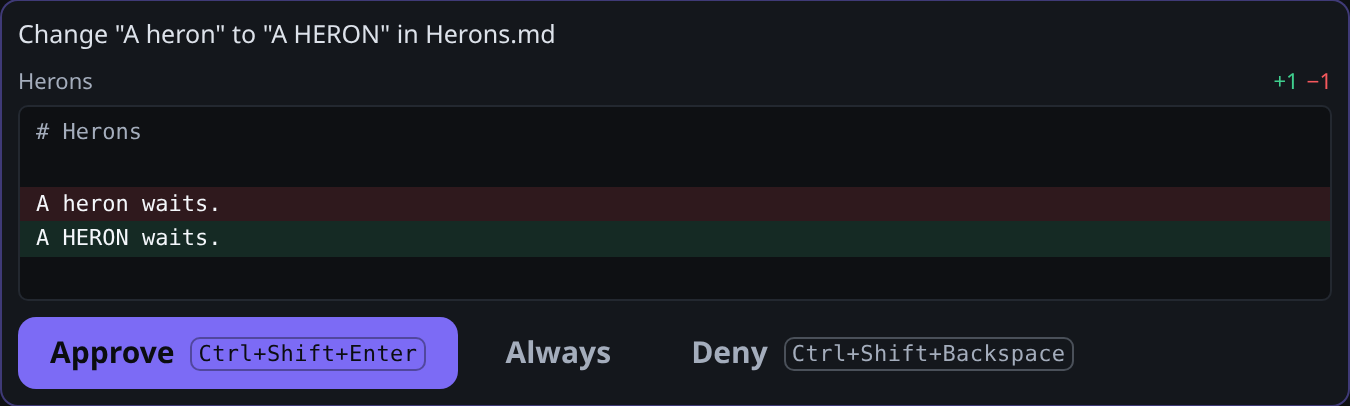 Change "A heron" to "A HERON" in Herons.md
Herons +1 −1
# Herons
A heron waits.
A HERON waits.
Approve Ctrl+Shift+Enter Always Deny Ctrl+Shift+Backspace